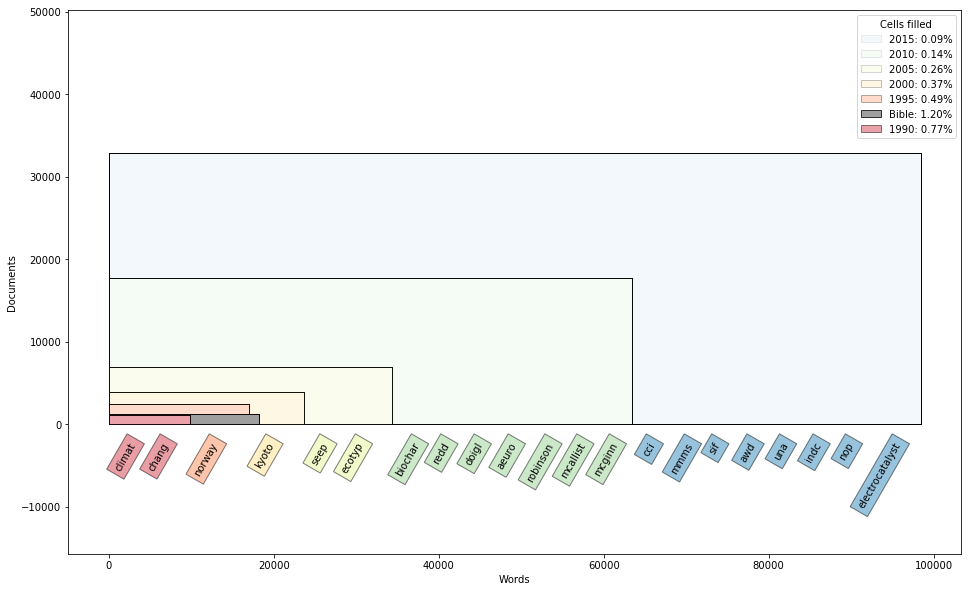 50000
40000
30000
20000
10000
0
−10000
Documents
Cells filled
2015: 0.09%
2010: 0.14%
2005: 0.26%
2000: 0.37%
1995: 0.49%
Bible: 1.20%
1990: 0.77%
climat
chang
norway
kyoto
seep
ecotyp
biochar
redd
doigl
aeuro
robinson
mcallist
mcginn
cci
mmms
sif
awd
una
indc
nop
electrocatalyst
0
20000
40000
60000
80000
100000
Words